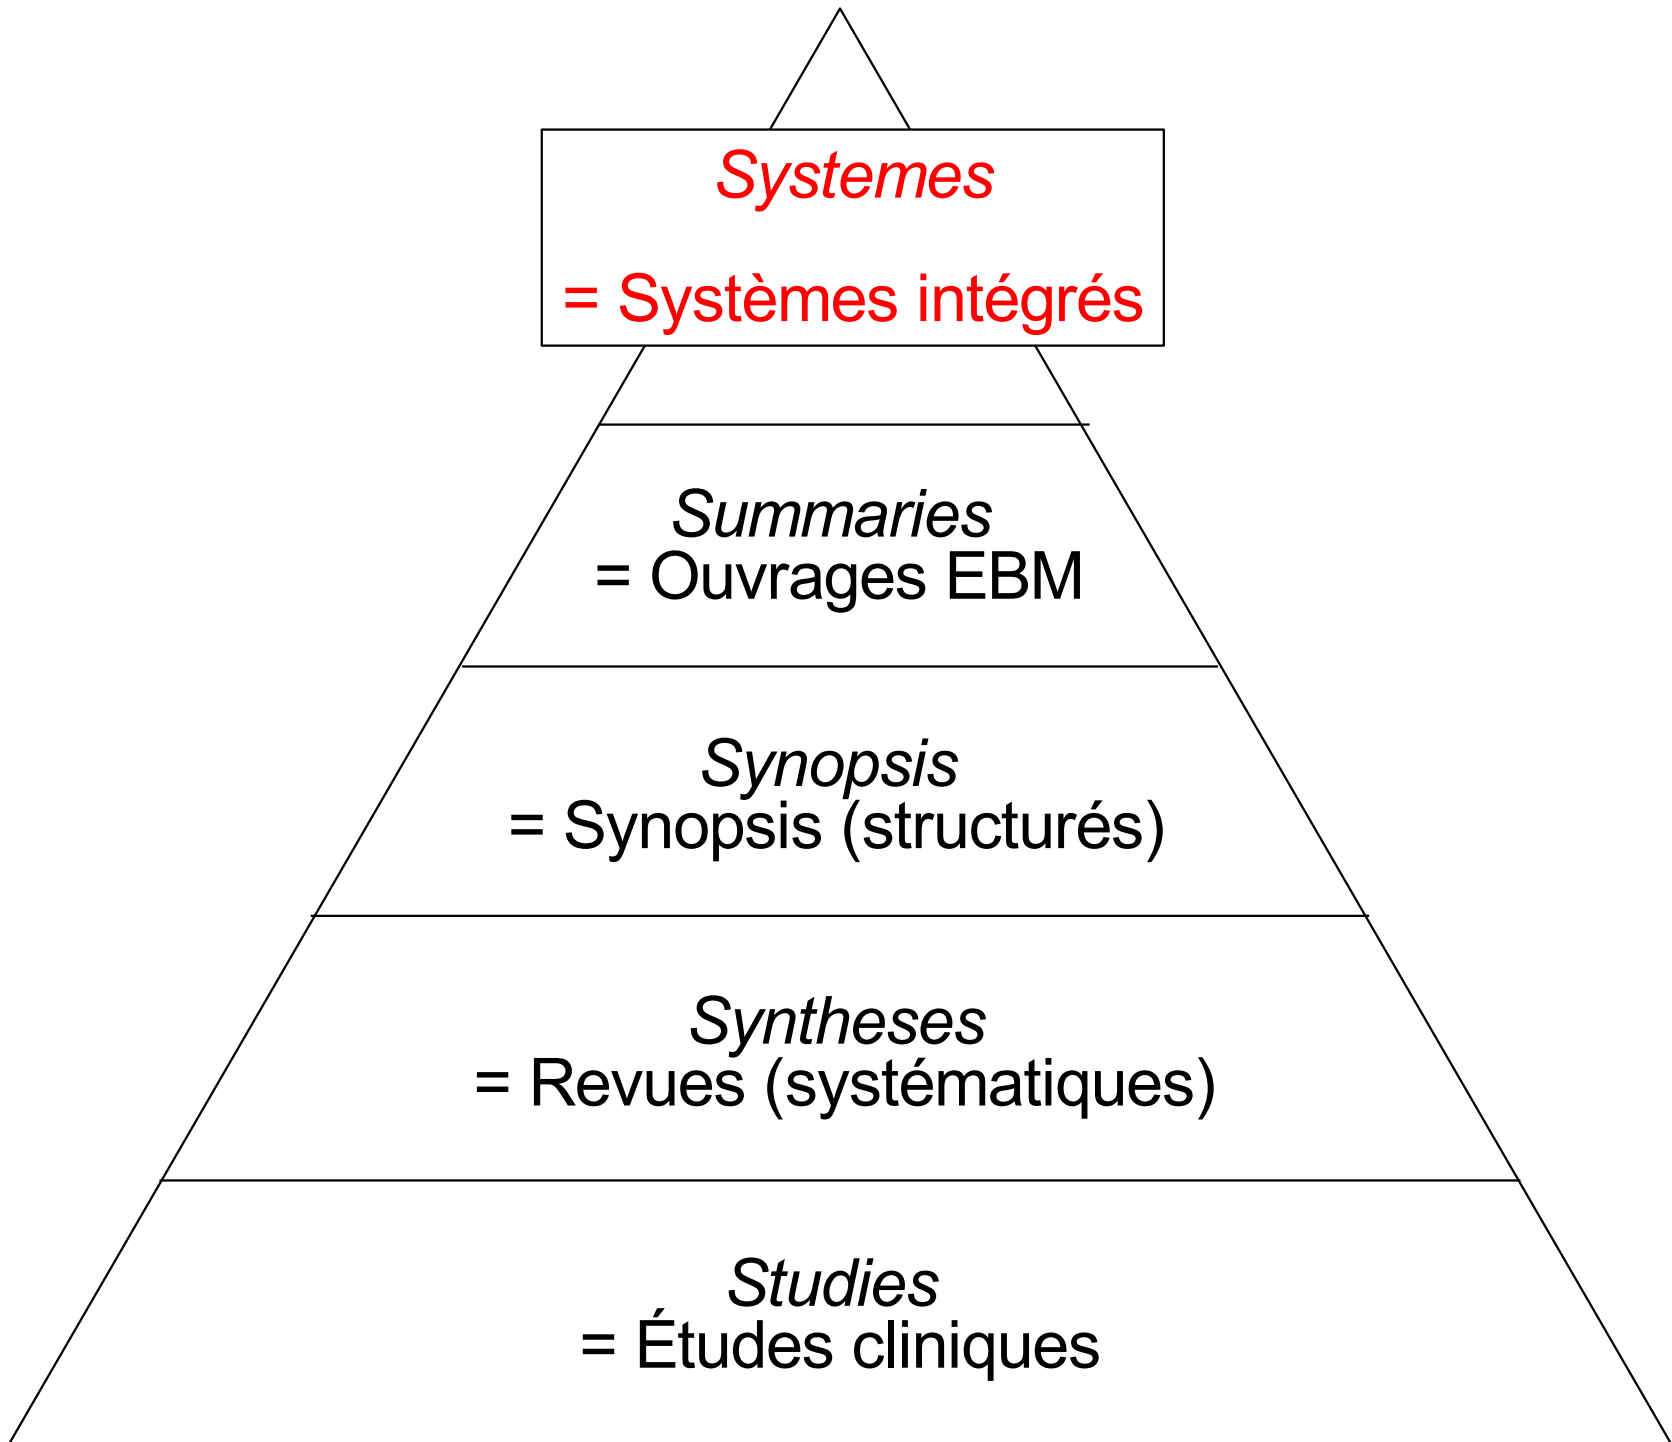 Systemes
= Systèmes intégrés
Summaries
= Ouvrages EBM
Synopsis
= Synopsis (structurés)
Syntheses
= Revues (systématiques)
Studies
= Études cliniques